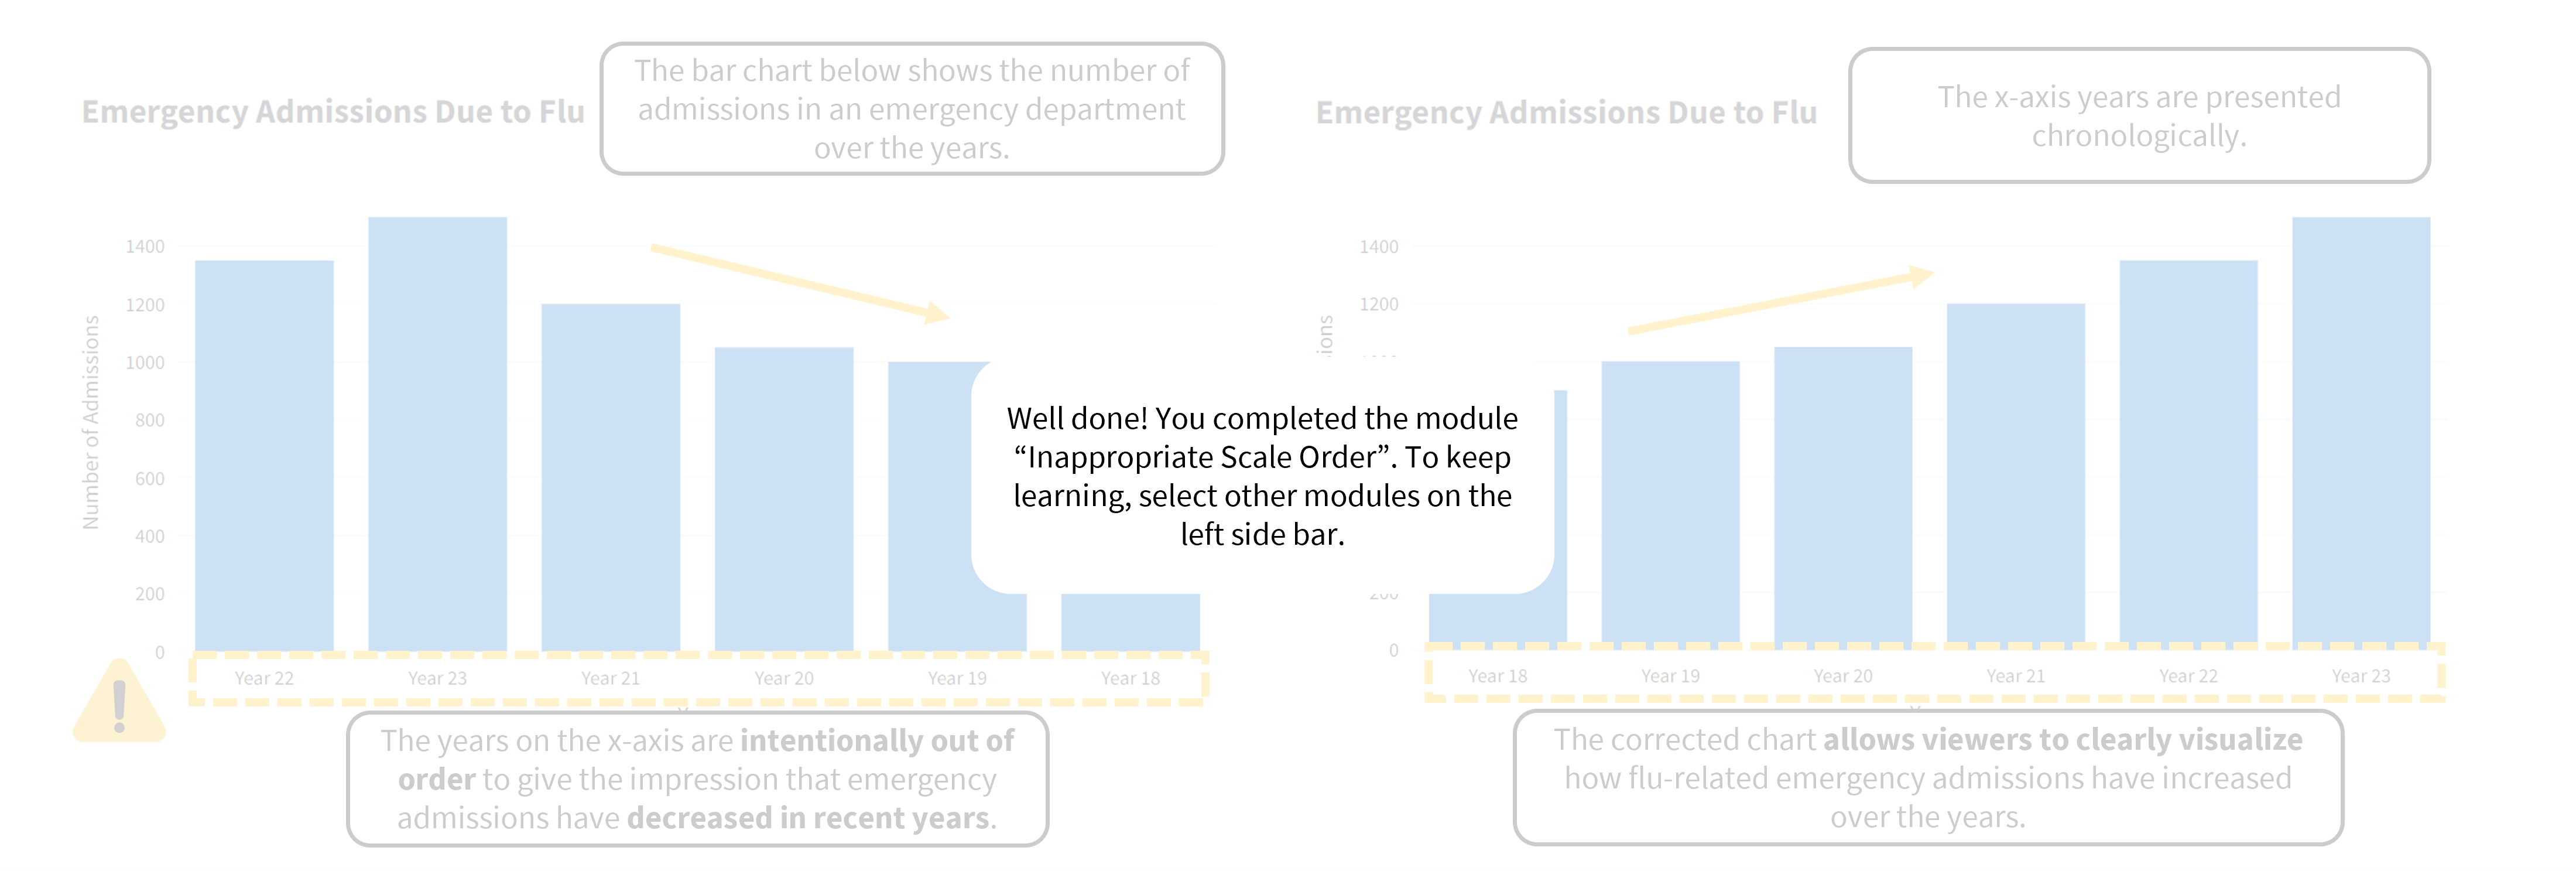 Emergency Admissions Due to Flu
The bar chart below shows the number of
admissions in an emergency department
over the years.
1400
1200
1000
800
600
400
200
0
Number of Admissions
Year 22
Year 23
Year 21
Year 20
Year 19
Year 18
The years on the x-axis are intentionally out of
order to give the impression that emergency
admissions have decreased in recent years.
Well done! You completed the module
“Inappropriate Scale Order”. To keep
learning, select other modules on the
left side bar.
Emergency Admissions Due to Flu
The x-axis years are presented
chronologically.
1400
1200
200
0
Year 18
Year 19
Year 20
Year 21
Year 22
Year 23
The corrected chart allows viewers to clearly visualize
how flu-related emergency admissions have increased
over the years.